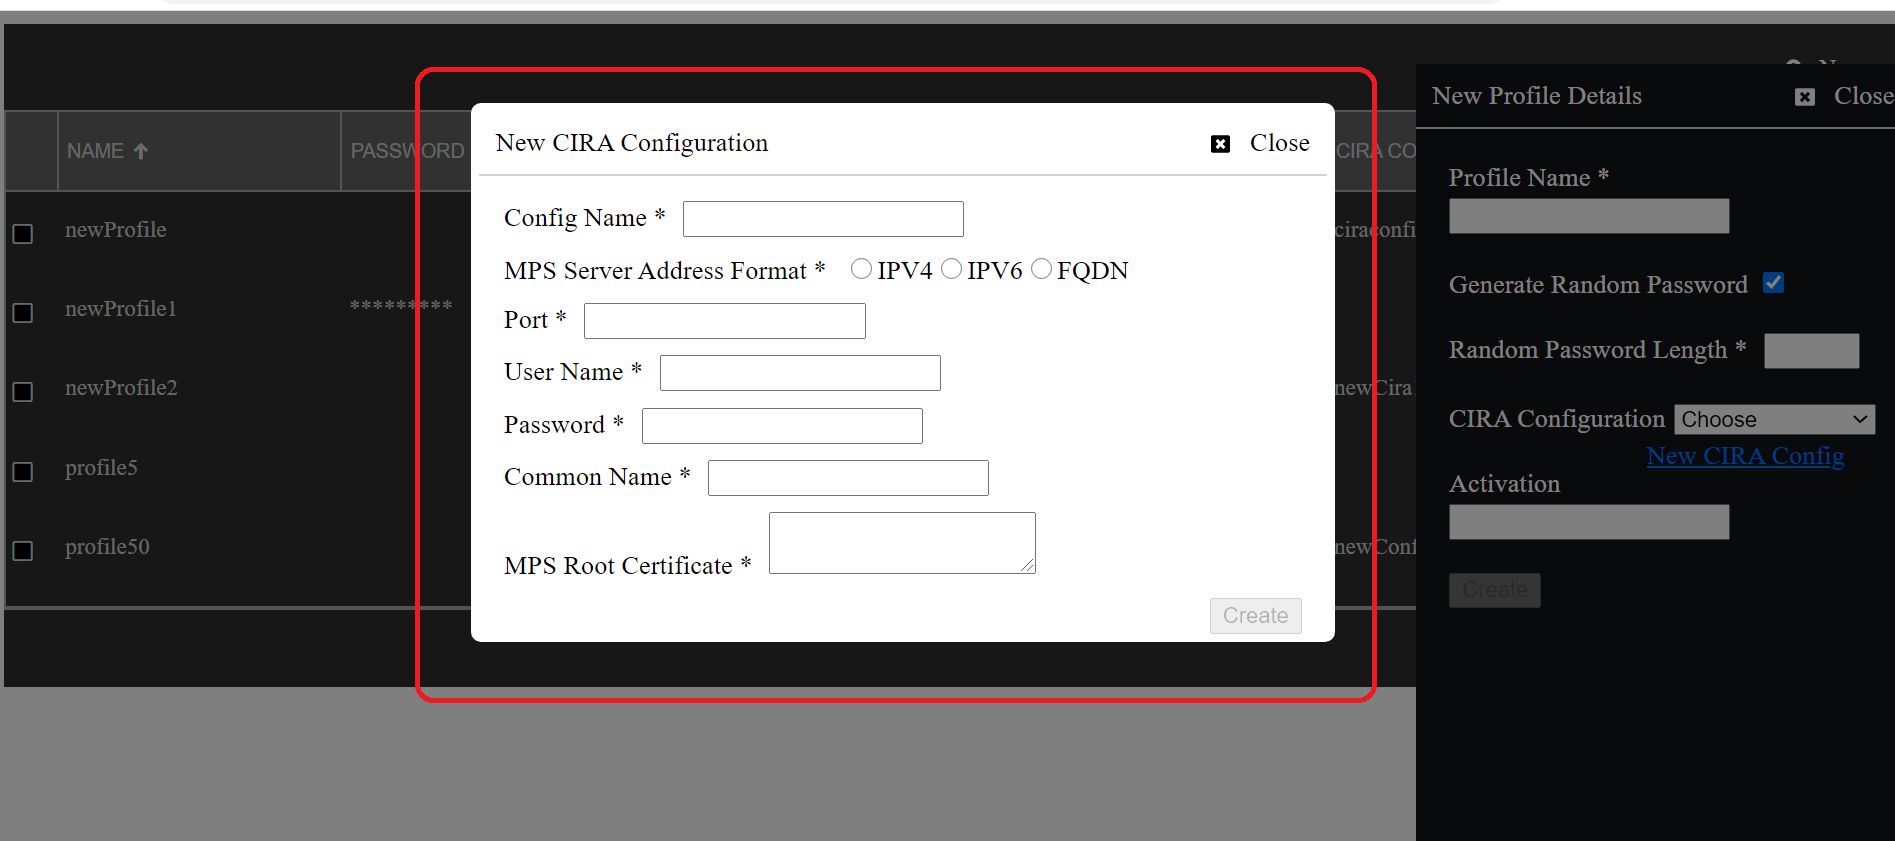 New Profile Details Close
NAME PASSWORD
New CIRA Configuration Close
CIRA CO
Profile Name *
Config Name *
newProfile
ciraconfi
MPS Server Address Format * IPV4 IPV6 FQDN
Generate Random Password
newProfile1 *********
Port *
Random Password Length *
User Name *
newProfile2
newCira
CIRA Configuration Choose
Password *
New CIRA Config
profile5
Common Name *
Activation
profile50
newConf
MPS Root Certificate *
Create
Create